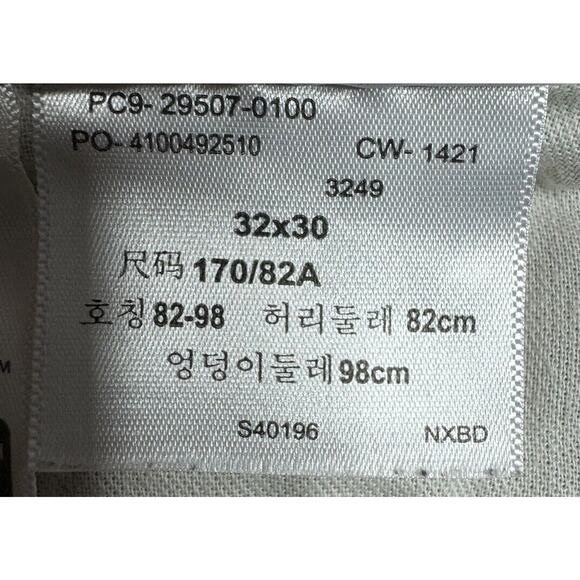 PC9- 29507-0100
PO- 4100492510 CW- 1421
3249
32x30
尺码 170/82A
호칭 82-98 허리둘레 82cm
엉덩이둘레 98cm
S40196 NXBD